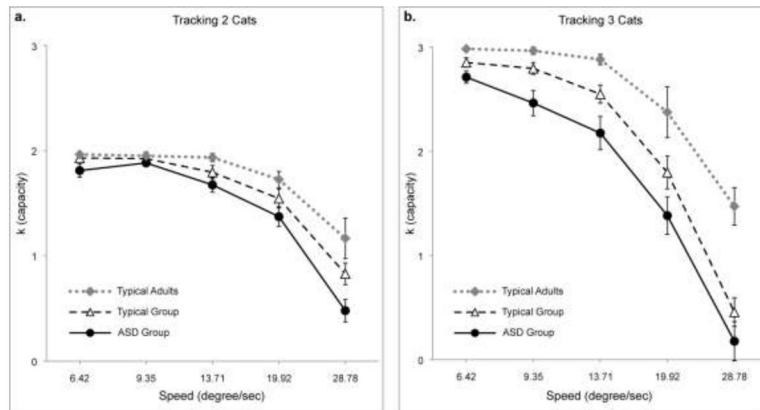 a.
Tracking 2 Cats
3
2
1
0
k (capacity)
Typical Adults
Typical Group
ASD Group
6.42 9.35 13.71 19.92 28.78
Speed (degree/sec)
b.
Tracking 3 Cats
3
2
1
0
k (capacity)
Typical Adults
Typical Group
ASD Group
6.42 9.35 13.71 19.92 28.78
Speed (degree/sec)